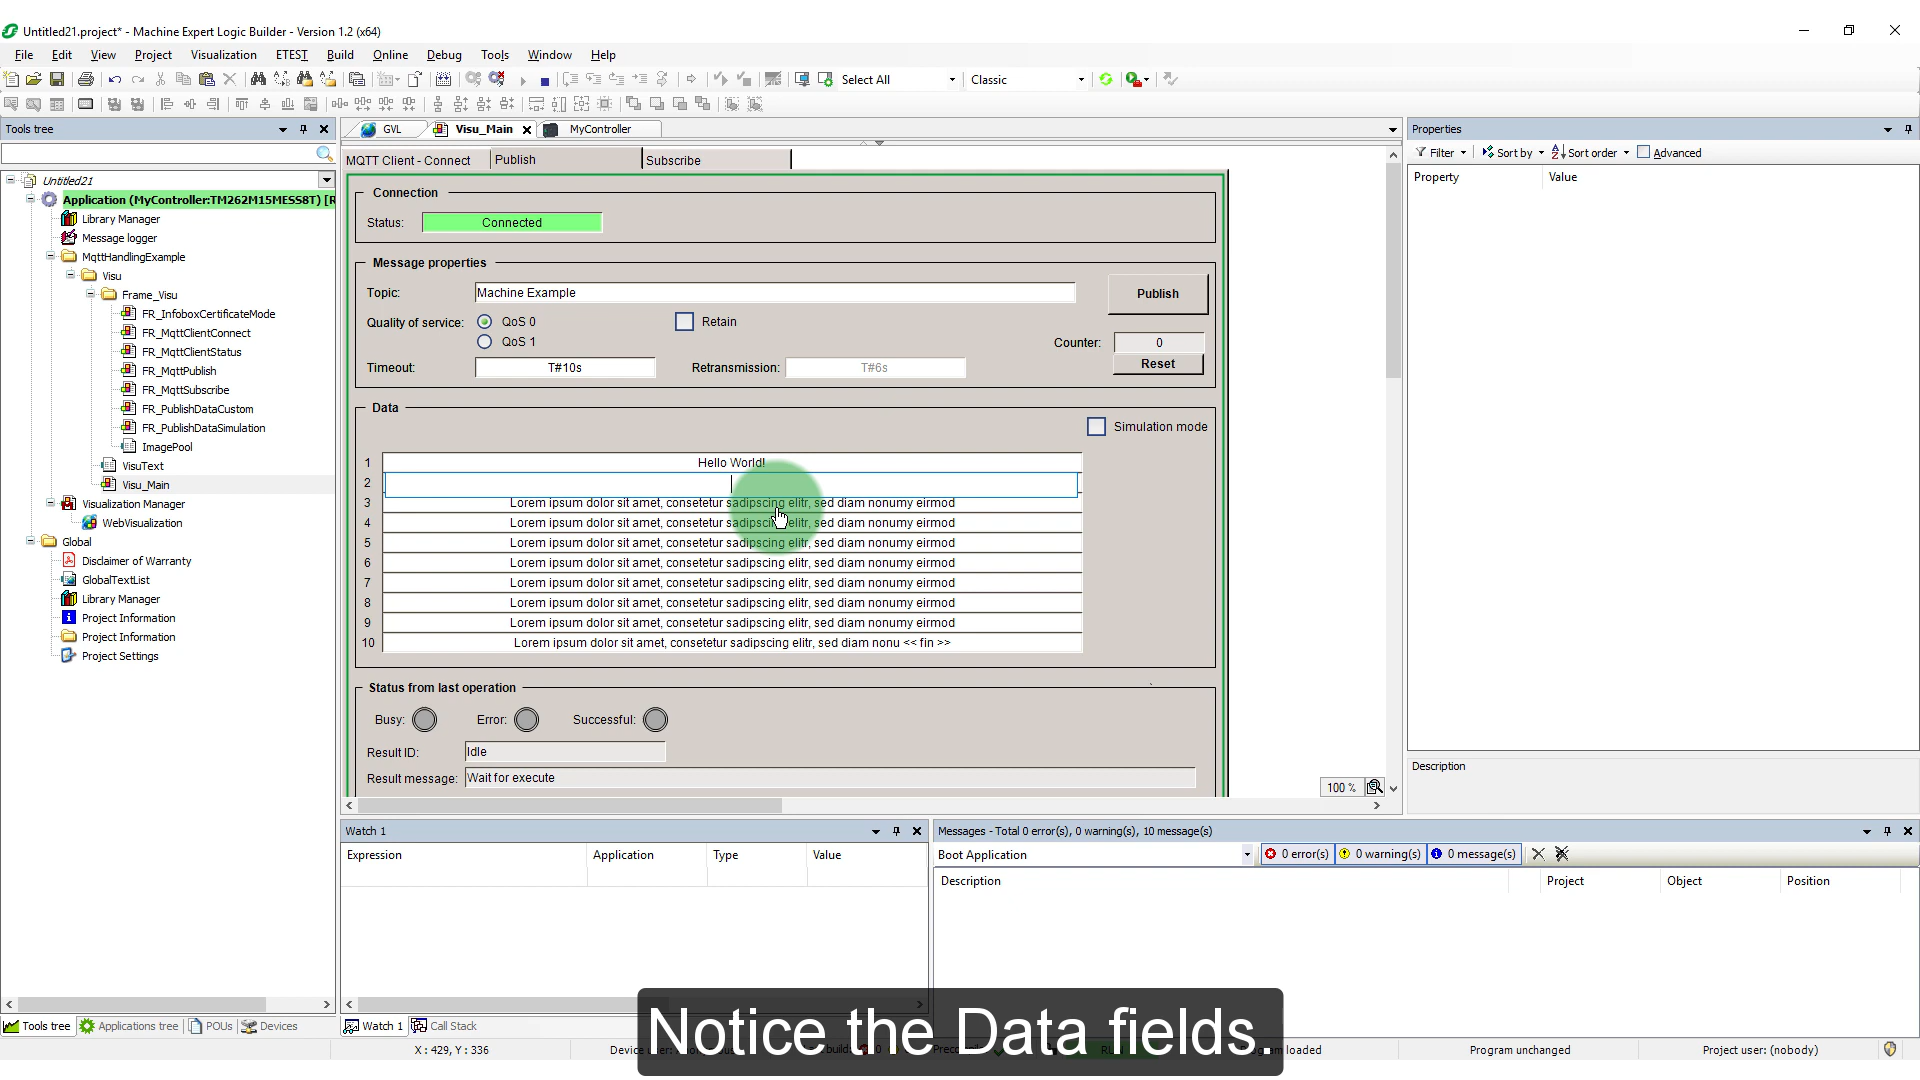 Untitled21.project* - Machine Expert Logic Builder - Version 1.2 (x64)
File Edit View Project Visualization ETEST Build Online Debug Tools Window Help
Select All Classic
Tools tree
GVL Visu_Main MyController
Properties
MQTT Client - Connect Publish Subscribe
Filter Sort by Sort order Advanced
Property Value
Untitled21
Application (MyController:TM262M15MESS8T) [R
Library Manager
Message logger
MqttHandlingExample
Visu
Frame_Visu
FR_InfoboxCertificateMode
FR_MqttClientConnect
FR_MqttClientStatus
FR_MqttPublish
FR_MqttSubscribe
FR_PublishDataCustom
FR_PublishDataSimulation
ImagePool
VisuText
Visu_Main
Visualization Manager
WebVisualization
Global
Disclaimer of Warranty
GlobalTextList
Library Manager
Project Information
Project Information
Project Settings
Connection
Status: Connected
Message properties
Topic: Machine Example
Publish
Quality of service: QoS 0 Retain
QoS 1
Counter: 0
Timeout: T#10s Retransmission: T#6s
Reset
Data
Simulation mode
1 Hello World!
2
3 Lorem ipsum dolor sit amet, consetetur sadipscing elitr, sed diam nonumy eirmod
4 Lorem ipsum dolor sit amet, consetetur sadipscing elitr, sed diam nonumy eirmod
5 Lorem ipsum dolor sit amet, consetetur sadipscing elitr, sed diam nonumy eirmod
6 Lorem ipsum dolor sit amet, consetetur sadipscing elitr, sed diam nonumy eirmod
7 Lorem ipsum dolor sit amet, consetetur sadipscing elitr, sed diam nonumy eirmod
8 Lorem ipsum dolor sit amet, consetetur sadipscing elitr, sed diam nonumy eirmod
9 Lorem ipsum dolor sit amet, consetetur sadipscing elitr, sed diam nonumy eirmod
10 Lorem ipsum dolor sit amet, consetetur sadipscing elitr, sed diam nonu << fin >>
Status from last operation
Busy: Error: Successful:
Result ID: Idle
Result message: Wait for execute
100 %
Description
Watch 1
Expression Application Type Value
Messages - Total 0 error(s), 0 warning(s), 10 message(s)
Boot Application 0 error(s) 0 warning(s) 0 message(s)
Description Project Object Position
Tools tree Applications tree POUs Devices
Watch 1 Call Stack
Notice the Data fields.
X: 429, Y: 336
loaded
Program unchanged
Project user: (nobody)